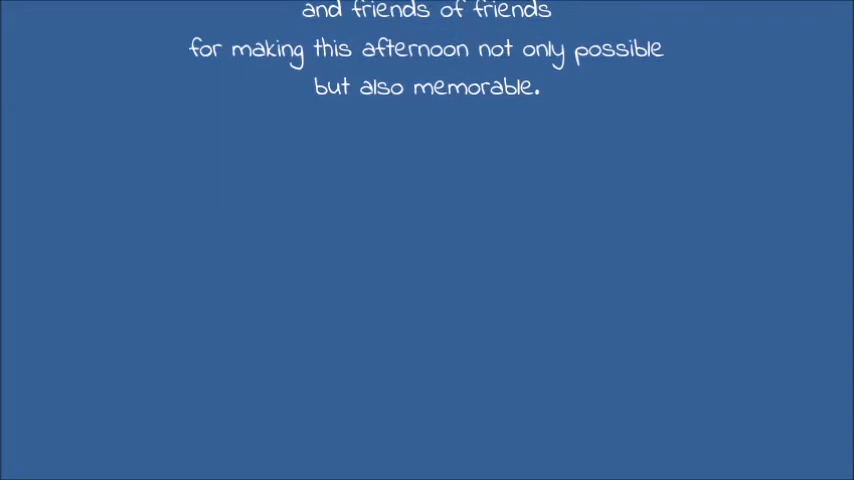 and friends of friends
for making this afternoon not only possible
but also memorable.